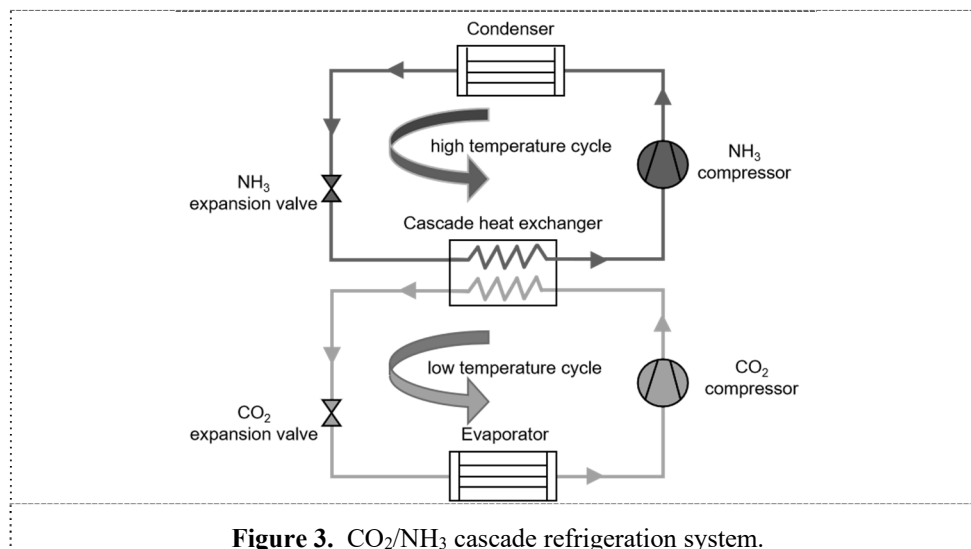 Condenser
high temperature cycle
NH₃
compressor
NH₃
expansion valve
Cascade heat exchanger
low temperature cycle
CO₂
compressor
CO₂
expansion valve
Evaporator
Figure 3. CO₂/NH₃ cascade refrigeration system.